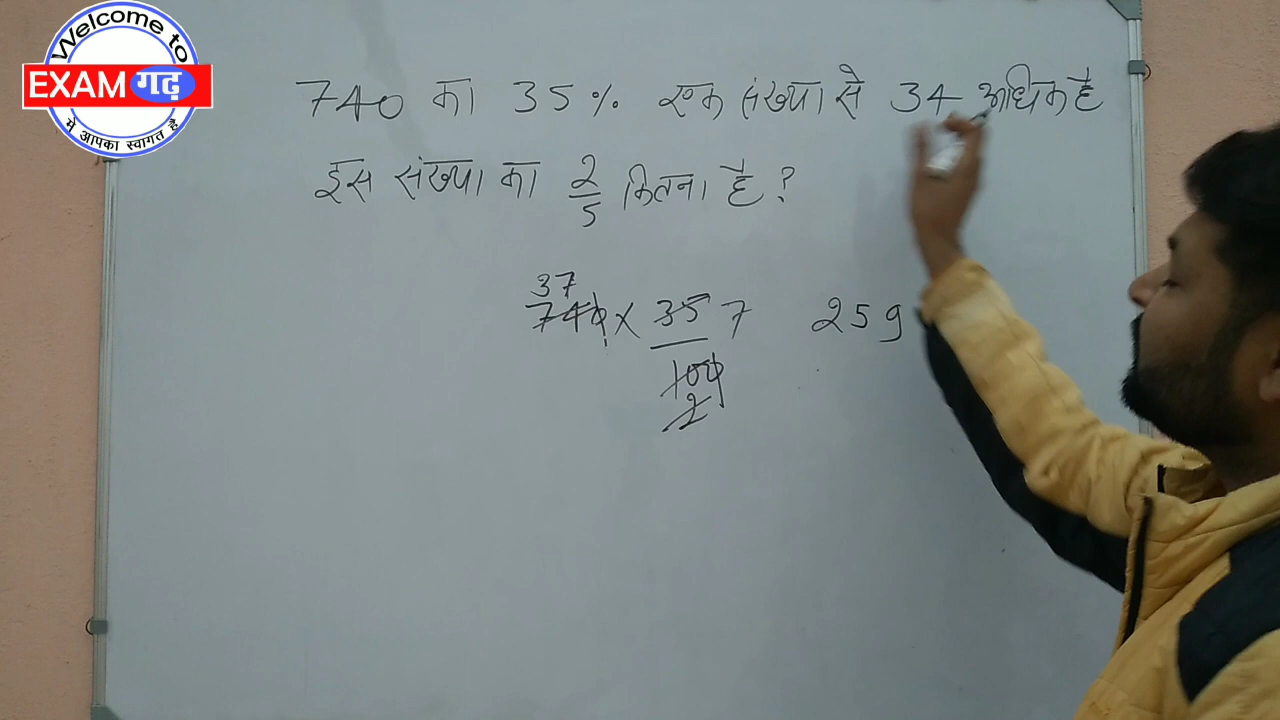 Welcome to
EXAM गढ़
में आपका स्वागत है
740 का 35% एक संख्या से 34 अधिक है
इस संख्या का 2/5 कितना है ?
37
740 x 35 7 259
100
2